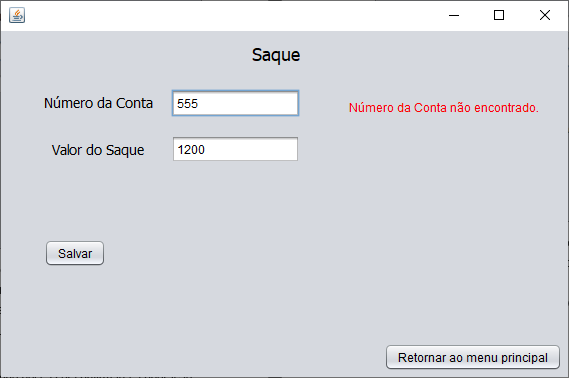 Saque
Número da Conta 555 Número da Conta não encontrado.
Valor do Saque 1200
Salvar
Retornar ao menu principal